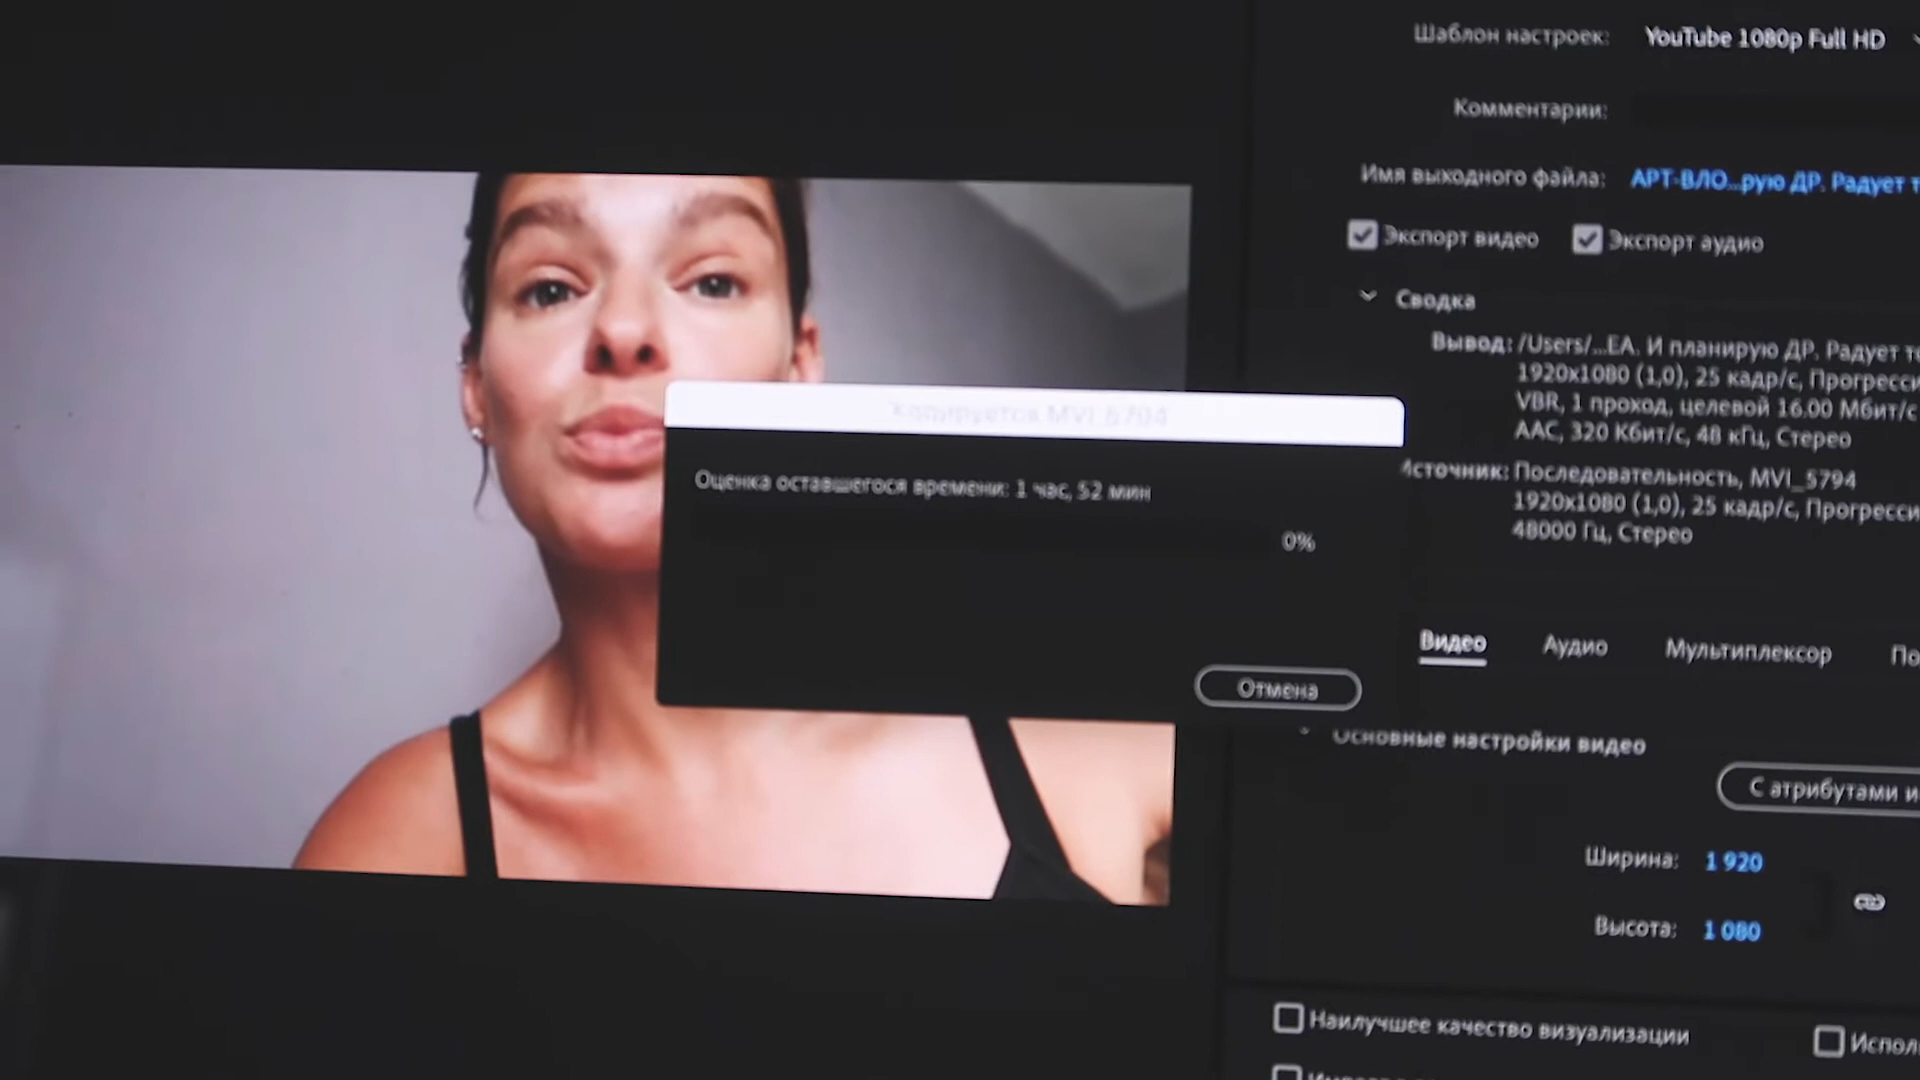 Шаблон настроек: YouTube 1080p Full HD
Комментарии:
Имя выходного файла: АРТ-ВЛО...рую ДР. Радует т
Экспорт видео Экспорт аудио
Сводка
Вывод: /Users/...ЕА. И планирую ДР. Радует то
1920x1080 (1,0), 25 кадр/с, Прогресси
VBR, 1 проход, целевой 16.00 Мбит/с
AAC, 320 Кбит/с, 48 кГц, Стерео
Источник: Последовательность, MVI_5794
1920x1080 (1,0), 25 кадр/с, Прогресси
48000 Гц, Стерео
Копируется MVI_5794
Оценка оставшегося времени: 1 час, 52 мин
0%
Отмена
Видео Аудио Мультиплексор По
Основные настройки видео
С атрибутами и
Ширина: 1 920
Высота: 1 080
Наилучшее качество визуализации Исполь